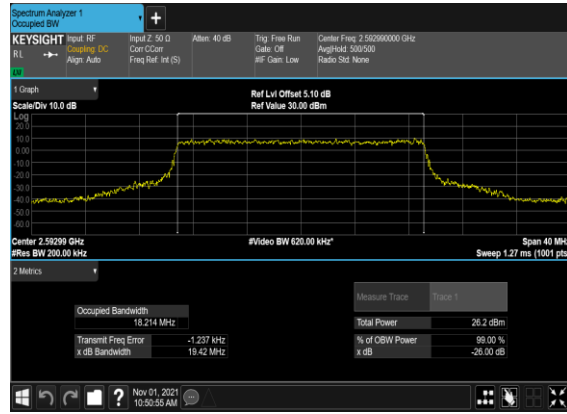 Spectrum Analyzer 1
Occupied BW
KEYSIGHT Input: RF Input Z: 50 Ω Atten: 40 dB Trig: Free Run Center Freq: 2.592990000 GHz
RL Coupling: DC Corr CCorr Gate: Off Avg|Hold: 500/500
Align: Auto Freq Ref: Int (S) #IF Gain: Low Radio Std: None
LW
1 Graph
Ref Lvl Offset 5.10 dB
Scale/Div 10.0 dB Ref Value 30.00 dBm
Log
20.0
10.0
0.00
-10.0
-20.0
-30.0
-40.0
-50.0
-60.0
Center 2.59299 GHz #Video BW 620.00 kHz* Span 40 MHz
#Res BW 200.00 kHz Sweep 1.27 ms (1001 pts
2 Metrics
Measure Trace Trace 1
Occupied Bandwidth
18.214 MHz Total Power 26.2 dBm
Transmit Freq Error -1.237 kHz % of OBW Power 99.00 %
x dB Bandwidth 19.42 MHz x dB -26.00 dB
? Nov 01, 2021
10:50:55 AM